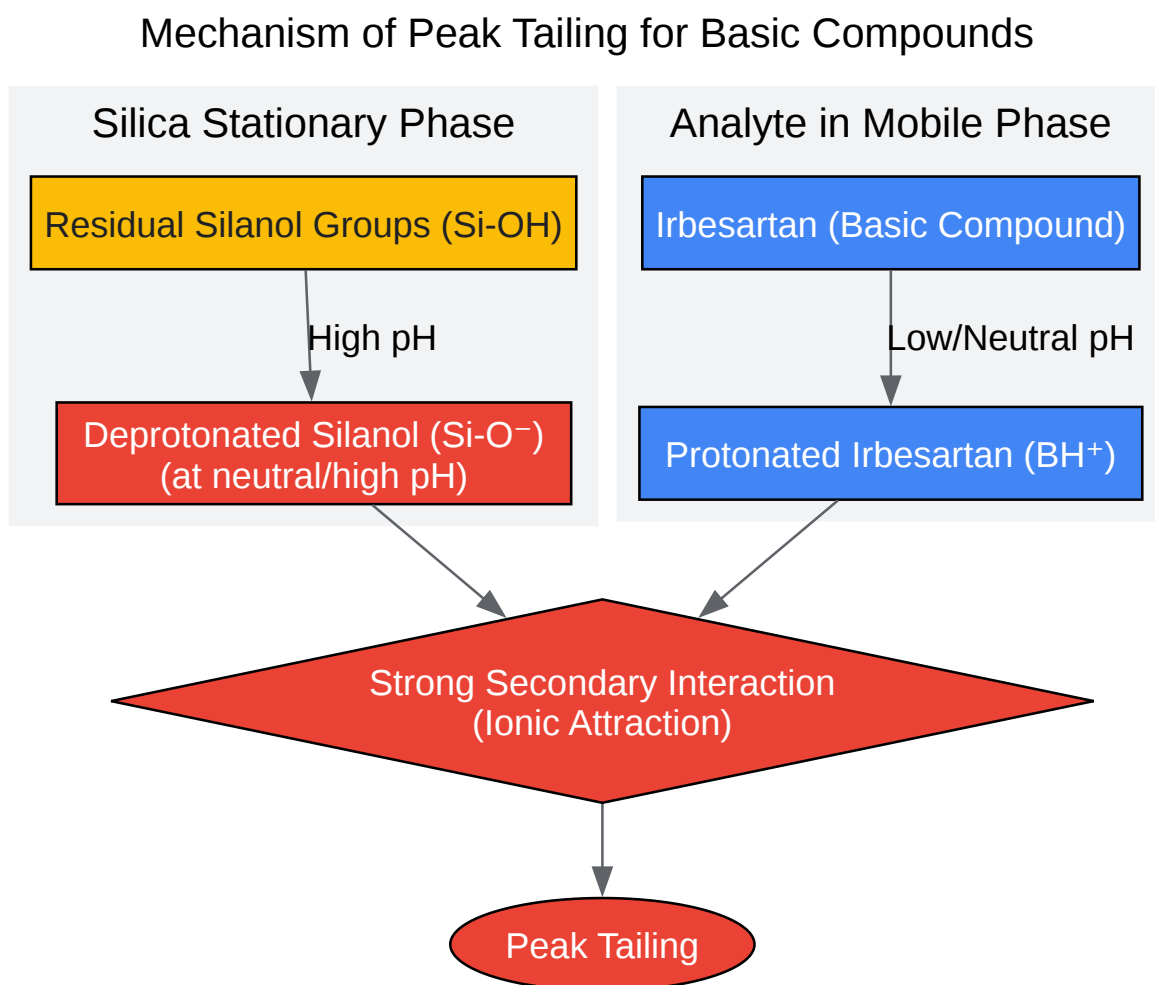 Mechanism of Peak Tailing for Basic Compounds
Silica Stationary Phase
Analyte in Mobile Phase
Residual Silanol Groups (Si-OH)
Irbesartan (Basic Compound)
High pH
Low/Neutral pH
Deprotonated Silanol (Si-O⁻)
(at neutral/high pH)
Protonated Irbesartan (BH⁺)
Strong Secondary Interaction
(Ionic Attraction)
Peak Tailing